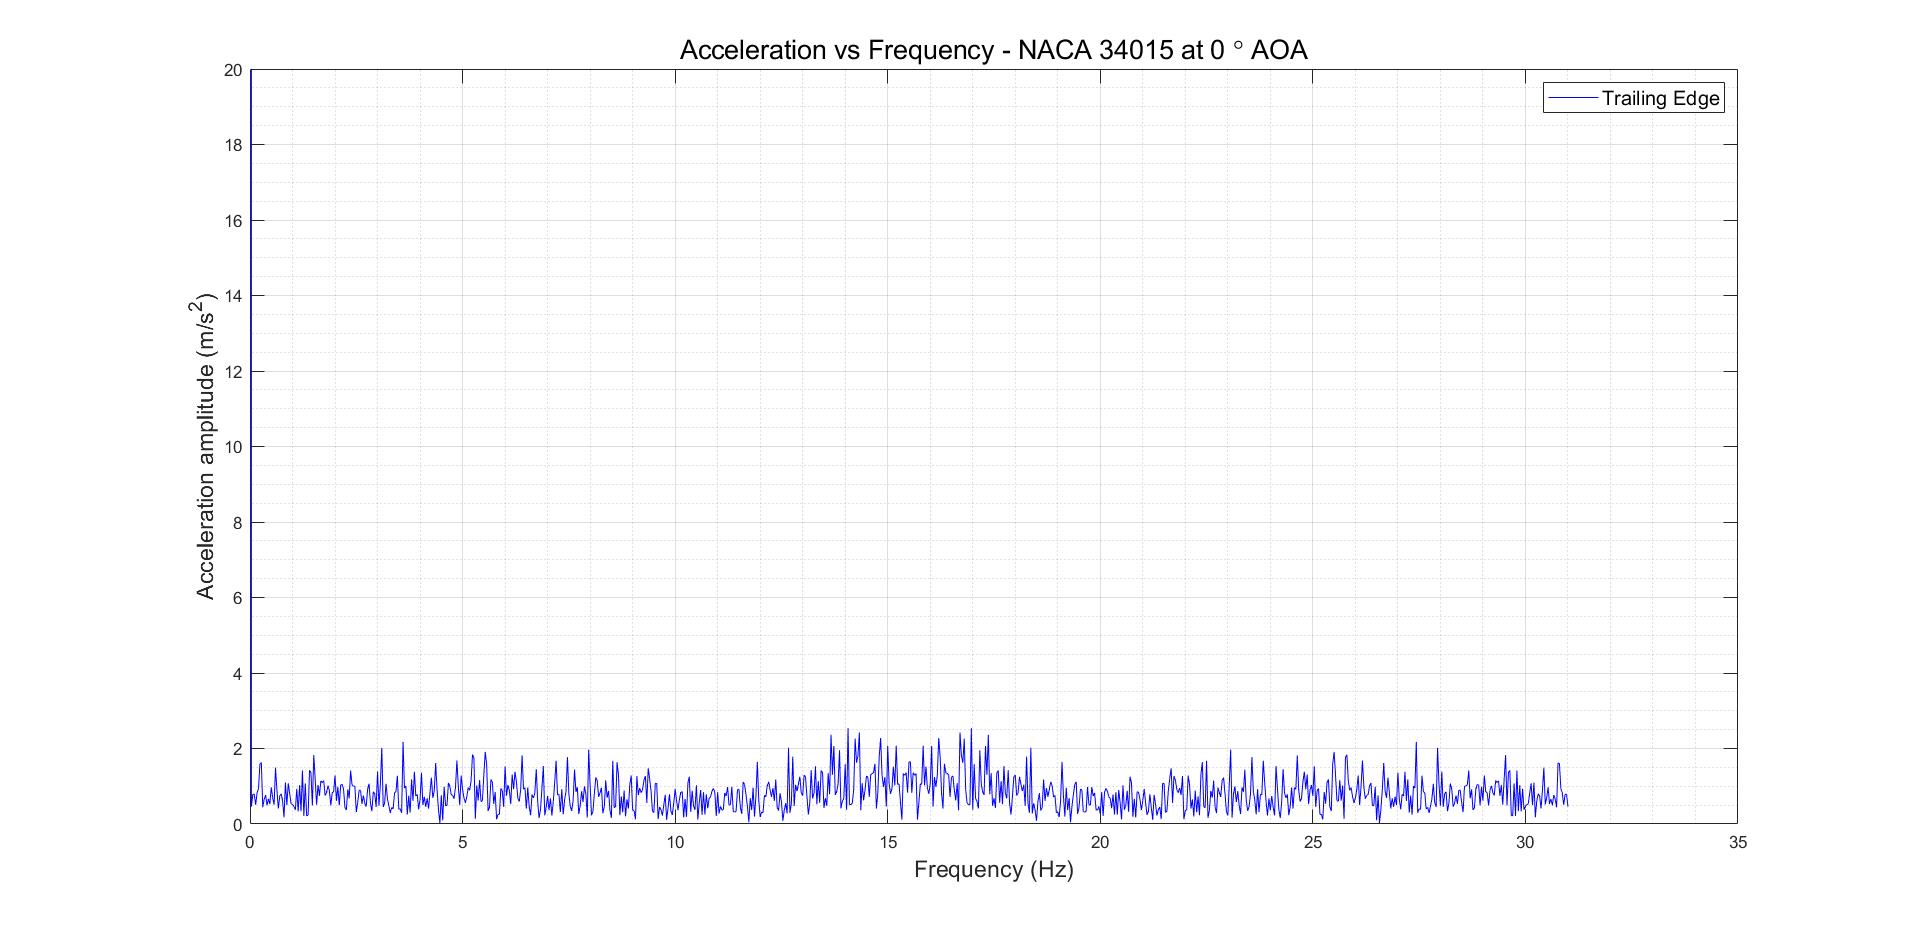 Acceleration vs Frequency - NACA 34015 at 0 ° AOA
Trailing Edge
Acceleration amplitude (m/s²)
20
18
16
14
12
10
8
6
4
2
0
0 5 10 15 20 25 30 35
Frequency (Hz)